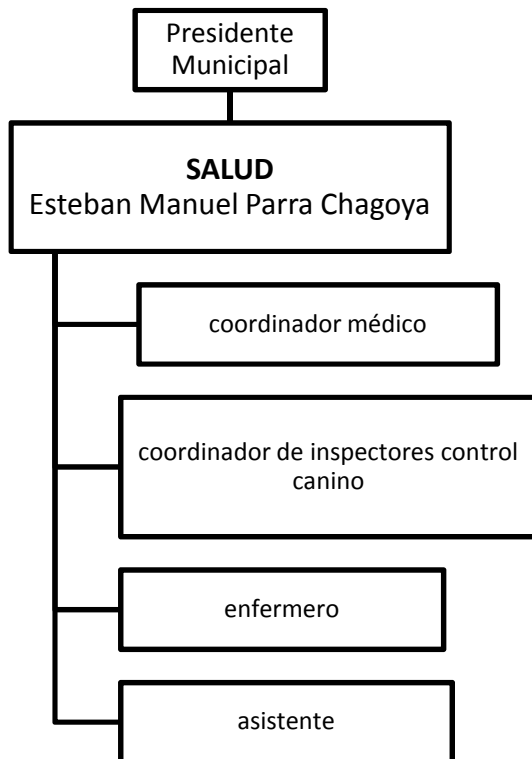 Presidente
Municipal
SALUD
Esteban Manuel Parra Chagoya
coordinador médico
coordinador de inspectores control
canino
enfermero
asistente